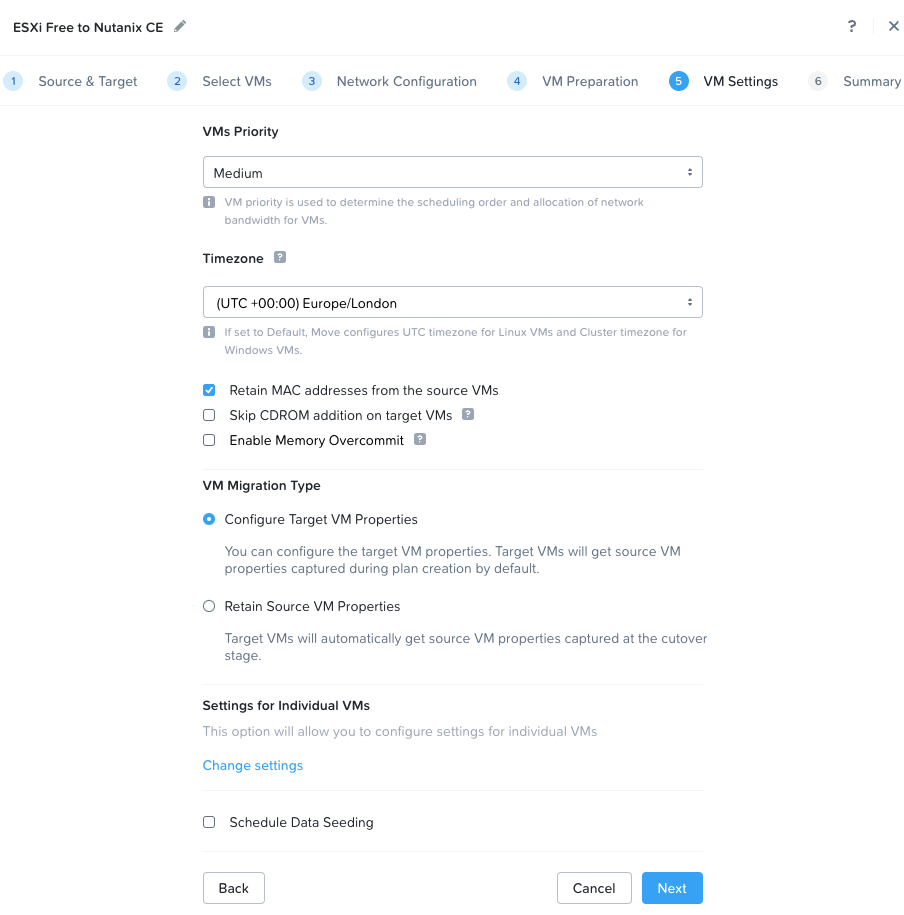 ESXi Free to Nutanix CE
?
1 Source & Target 2 Select VMs 3 Network Configuration 4 VM Preparation 5 VM Settings 6 Summary
VMs Priority
Medium
VM priority is used to determine the scheduling order and allocation of network
bandwidth for VMs.
Timezone ?
(UTC +00:00) Europe/London
If set to Default, Move configures UTC timezone for Linux VMs and Cluster timezone for
Windows VMs.
Retain MAC addresses from the source VMs
Skip CDROM addition on target VMs ?
Enable Memory Overcommit ?
VM Migration Type
Configure Target VM Properties
You can configure the target VM properties. Target VMs will get source VM
properties captured during plan creation by default.
Retain Source VM Properties
Target VMs will automatically get source VM properties captured at the cutover
stage.
Settings for Individual VMs
This option will allow you to configure settings for individual VMs
Change settings
Schedule Data Seeding
Back Cancel Next